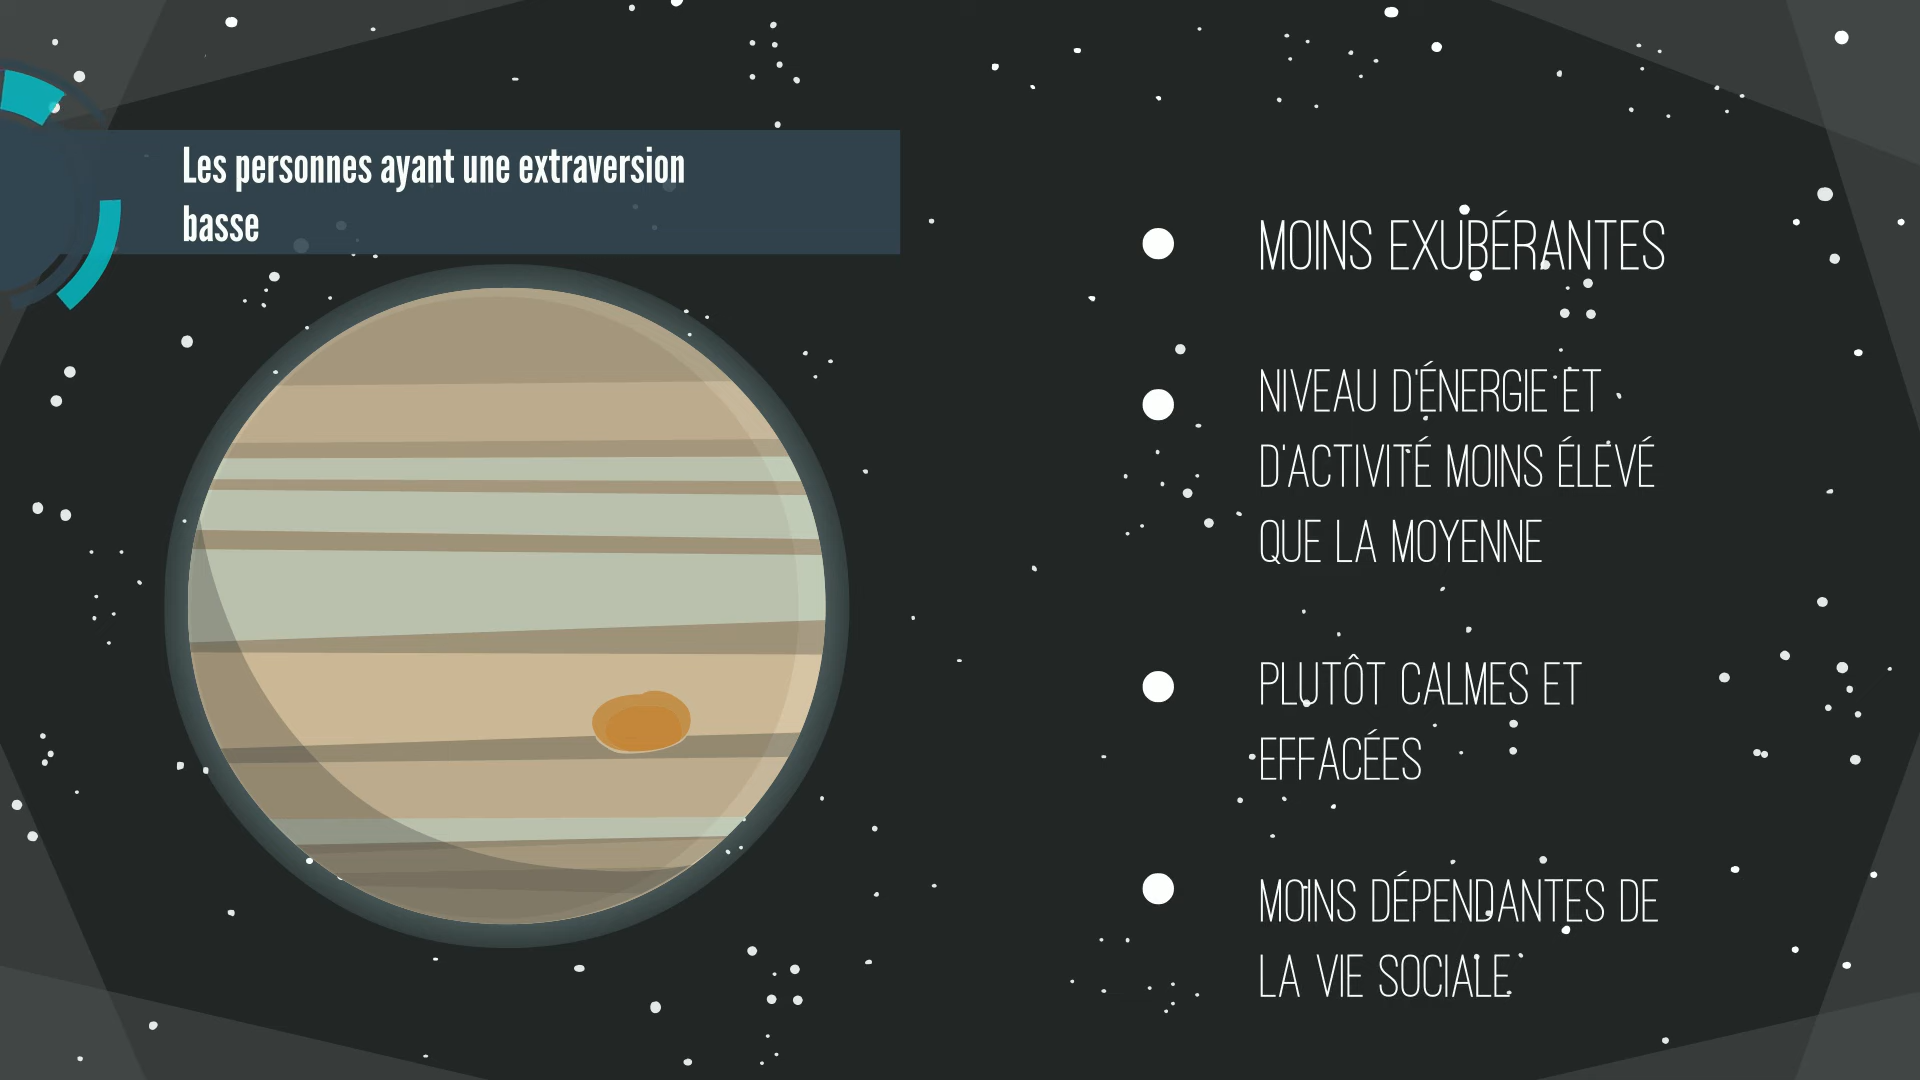 Les personnes ayant une extraversion
basse
MOINS EXUBÉRANTES
NIVEAU D'ÉNERGIE ET
D'ACTIVITÉ MOINS ÉLEVÉ
QUE LA MOYENNE
PLUTÔT CALMES ET
EFFACÉES
MOINS DÉPENDANTES DE
LA VIE SOCIALE